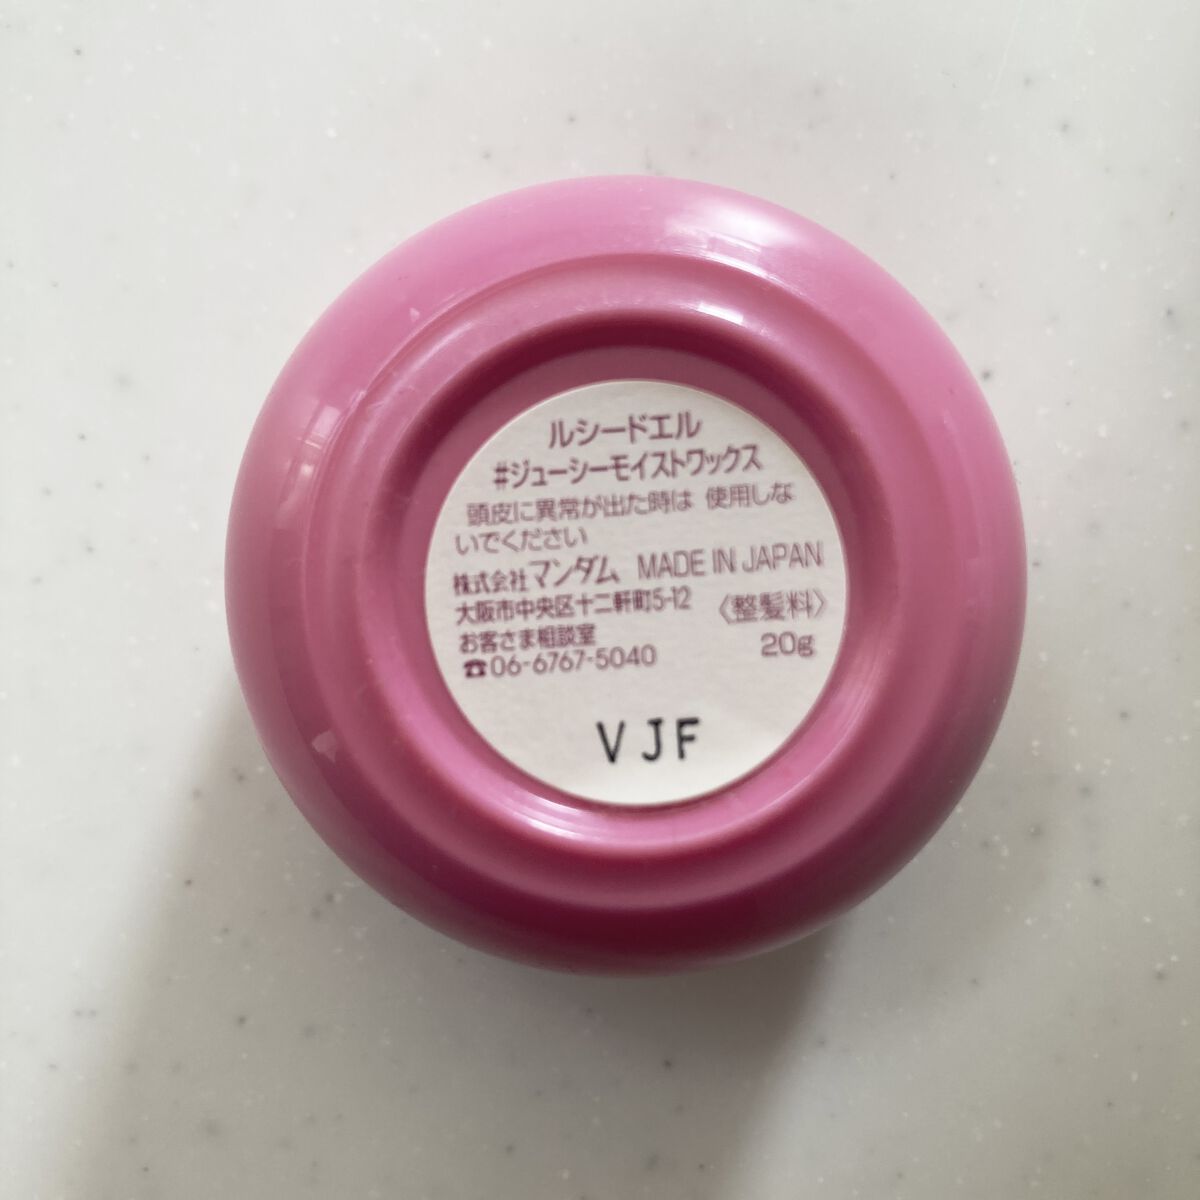 ルシードエル
#ジューシーモイストワックス
頭皮に異常が出た時は 使用しな
いでください
株式会社マンダム MADE IN JAPAN
大阪市中央区十二軒町5-12 〈整髪料〉
お客さま相談室
☎06-6767-5040 20g
VJF